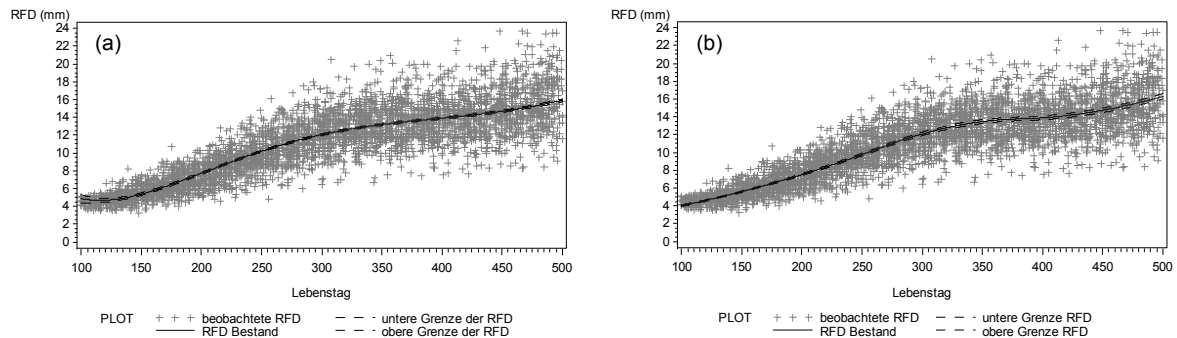 RFD (mm)
(a)
24
22
20
18
16
14
12
10
8
6
4
2
0
100 150 200 250 300 350 400 450 500
Lebenstag
PLOT beobachtete RFD untere Grenze der RFD
RFD Bestand obere Grenze der RFD
RFD (mm)
(b)
24
22
20
18
16
14
12
10
8
6
4
2
0
100 150 200 250 300 350 400 450 500
Lebenstag
PLOT beobachtete RFD untere Grenze RFD
RFD Bestand obere Grenze RFD